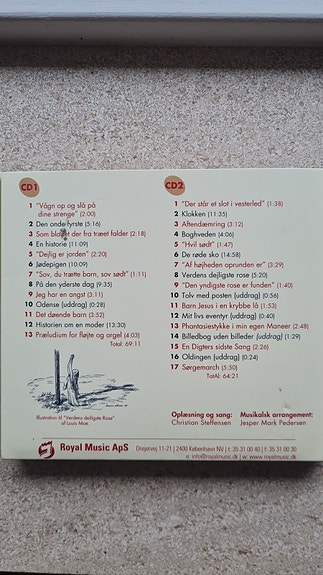 CD1
1 "Vågn op og slå på
dine strenge" (2:00)
2 Den onde fyrste (5:16)
3 Som bladet der fra træet falder (2:18)
4 En historie (11:09)
5 "Dejlig er jorden" (2:20)
6 Jødepigen (10:09)
7 "Sov, du trætte barn, sov sødt" (1:11)
8 På den yderste dag (9:35)
9 Jeg har en angst (3:11)
10 Odense (uddrag) (0:28)
11 Det døende barn (3:52)
12 Historien om en moder (13:30)
13 Præludium for fløjte og orgel (4:03)
Total: 69:11
Illustration til "Verdens dejligste Rose"
af Louis Moe.
CD2
1 "Der står et slot i vesterled" (1:38)
2 Klokken (11:35)
3 Aftendæmring (3:12)
4 Boghveden (4:06)
5 "Hvil sødt" (1:47)
6 De røde sko (14:58)
7 "Af højheden oprunden er" (3:29)
8 Verdens dejligste rose (5:20)
9 "Den yndigste rose er funden" (1:40)
10 Tolv med posten (uddrag) (0:56)
11 Barn Jesus i en krybbe lå (1:53)
12 Mit livs eventyr (uddrag) (0:40)
13 Phantasiestykke i min egen Maneer (2:48)
14 Billedbog uden billeder (uddrag) (1:29)
15 En Digters sidste Sang (2:26)
16 Oldingen (uddrag) (0:24)
17 Sørgemarch (5:50)
TotAl: 64:21
Oplæsning og sang:
Christian Steffensen
Musikalsk arrangement:
Jesper Mark Pedersen
Royal Music ApS
Drejervej 11-21 | 2400 København NV | t: 35 31 00 40 | f: 35 31 00 30
e: info@royalmusic.dk | w: www.royalmusic.dk